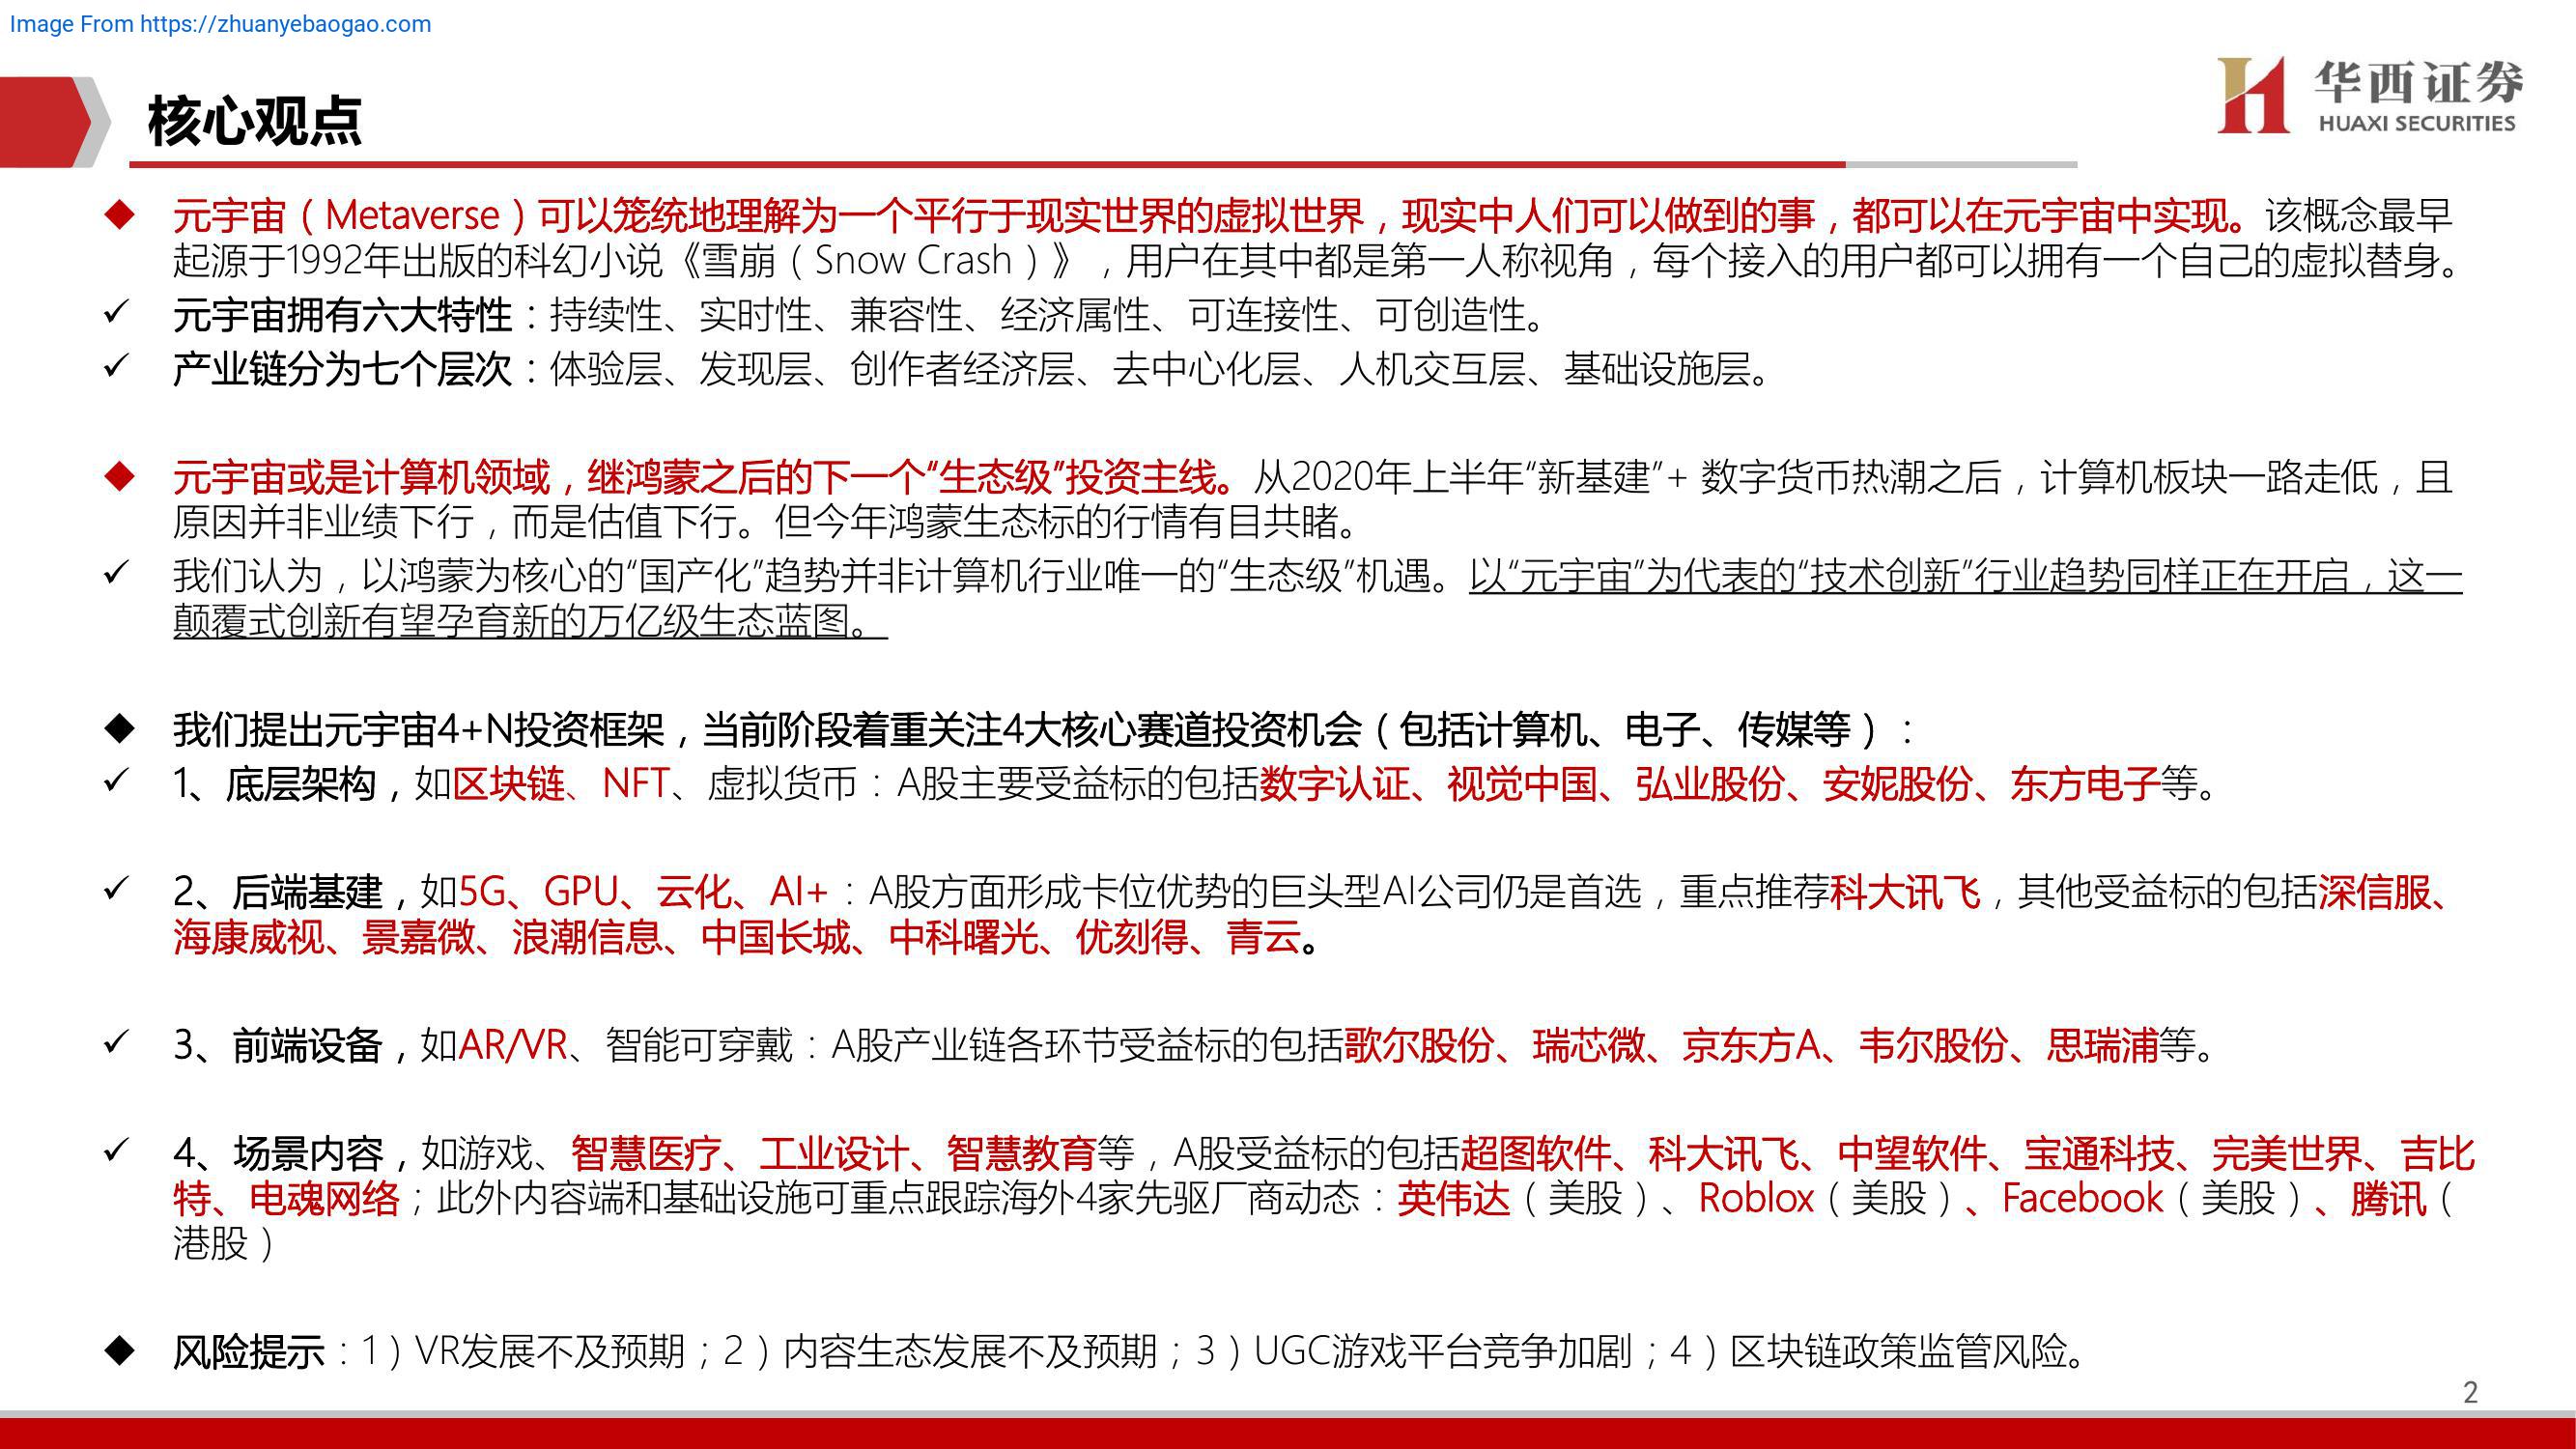 Image From https://zhuanyebaogao.com
华西证券
HUAXI SECURITIES
核心观点
◆ 元宇宙（Metaverse）可以笼统地理解为一个平行于现实世界的虚拟世界，现实中人们可以做到的事，都可以在元宇宙中实现。该概念最早
起源于1992年出版的科幻小说《雪崩（Snow Crash）》，用户在其中都是第一人称视角，每个接入的用户都可以拥有一个自己的虚拟替身。
✓ 元宇宙拥有六大特性：持续性、实时性、兼容性、经济属性、可连接性、可创造性。
✓ 产业链分为七个层次：体验层、发现层、创作者经济层、去中心化层、人机交互层、基础设施层。
◆ 元宇宙或是计算机领域，继鸿蒙之后的下一个“生态级”投资主线。从2020年上半年“新基建”+ 数字货币热潮之后，计算机板块一路走低，且
原因并非业绩下行，而是估值下行。但今年鸿蒙生态标的行情有目共睹。
✓ 我们认为，以鸿蒙为核心的“国产化”趋势并非计算机行业唯一的“生态级”机遇。以“元宇宙”为代表的“技术创新”行业趋势同样正在开启，这一
颠覆式创新有望孕育新的万亿级生态蓝图。
◆ 我们提出元宇宙4+N投资框架，当前阶段着重关注4大核心赛道投资机会（包括计算机、电子、传媒等）：
✓ 1、底层架构，如区块链、NFT、虚拟货币：A股主要受益标的包括数字认证、视觉中国、弘业股份、安妮股份、东方电子等。
✓ 2、后端基建，如5G、GPU、云化、AI+：A股方面形成卡位优势的巨头型AI公司仍是首选，重点推荐科大讯飞，其他受益标的包括深信服、
海康威视、景嘉微、浪潮信息、中国长城、中科曙光、优刻得、青云。
✓ 3、前端设备，如AR/VR、智能可穿戴：A股产业链各环节受益标的包括歌尔股份、瑞芯微、京东方A、韦尔股份、思瑞浦等。
✓ 4、场景内容，如游戏、智慧医疗、工业设计、智慧教育等，A股受益标的包括超图软件、科大讯飞、中望软件、宝通科技、完美世界、吉比
特、电魂网络；此外内容端和基础设施可重点跟踪海外4家先驱厂商动态：英伟达（美股）、Roblox（美股）、Facebook（美股）、腾讯（
港股）
◆ 风险提示：1）VR发展不及预期；2）内容生态发展不及预期；3）UGC游戏平台竞争加剧；4）区块链政策监管风险。
2